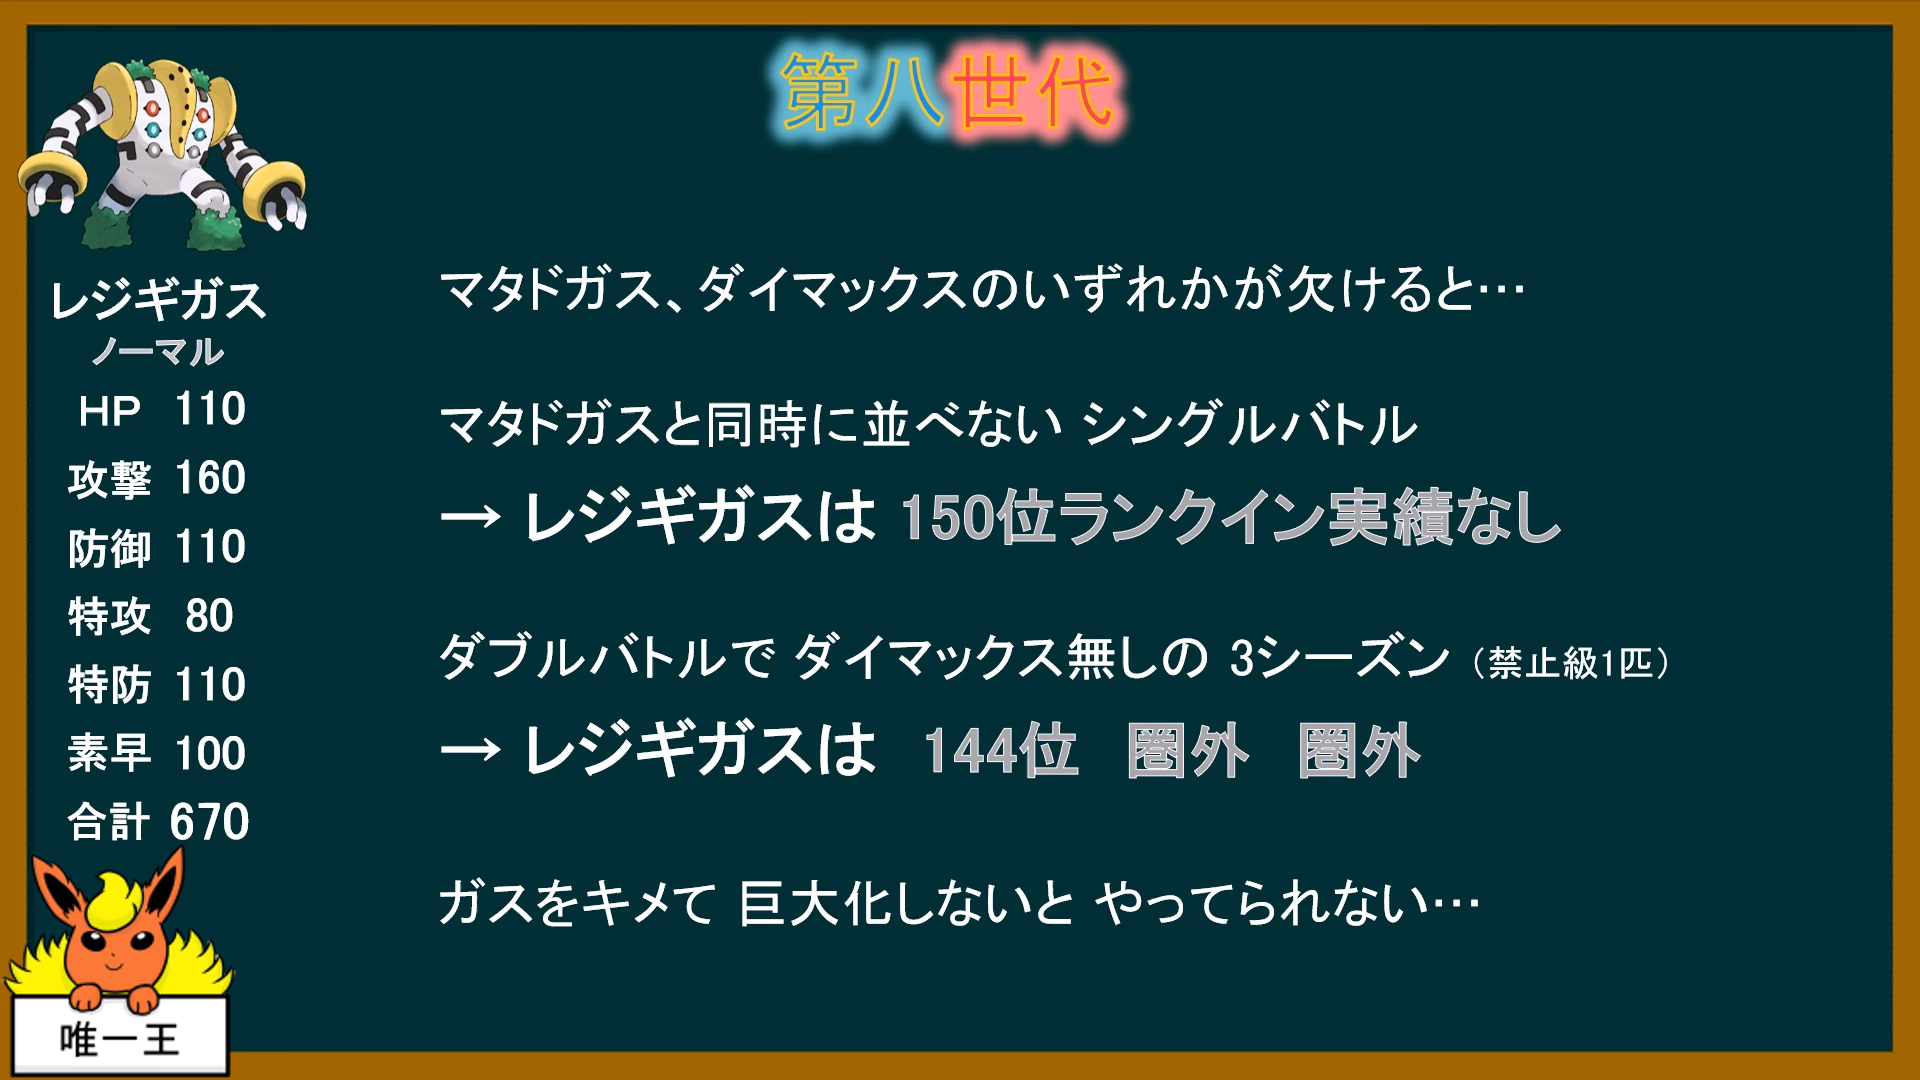 第八世代
レジギガス
ノーマル
HP 110
攻撃 160
防御 110
特攻 80
特防 110
素早 100
合計 670
唯一王
マタドガス、ダイマックスのいずれかが欠けると…
マタドガスと同時に並べない シングルバトル
→ レジギガスは 150位ランクイン実績なし
ダブルバトルで ダイマックス無しの 3シーズン（禁止級1匹）
→ レジギガスは 144位 圏外 圏外
ガスをキメて 巨大化しないと やってられない…